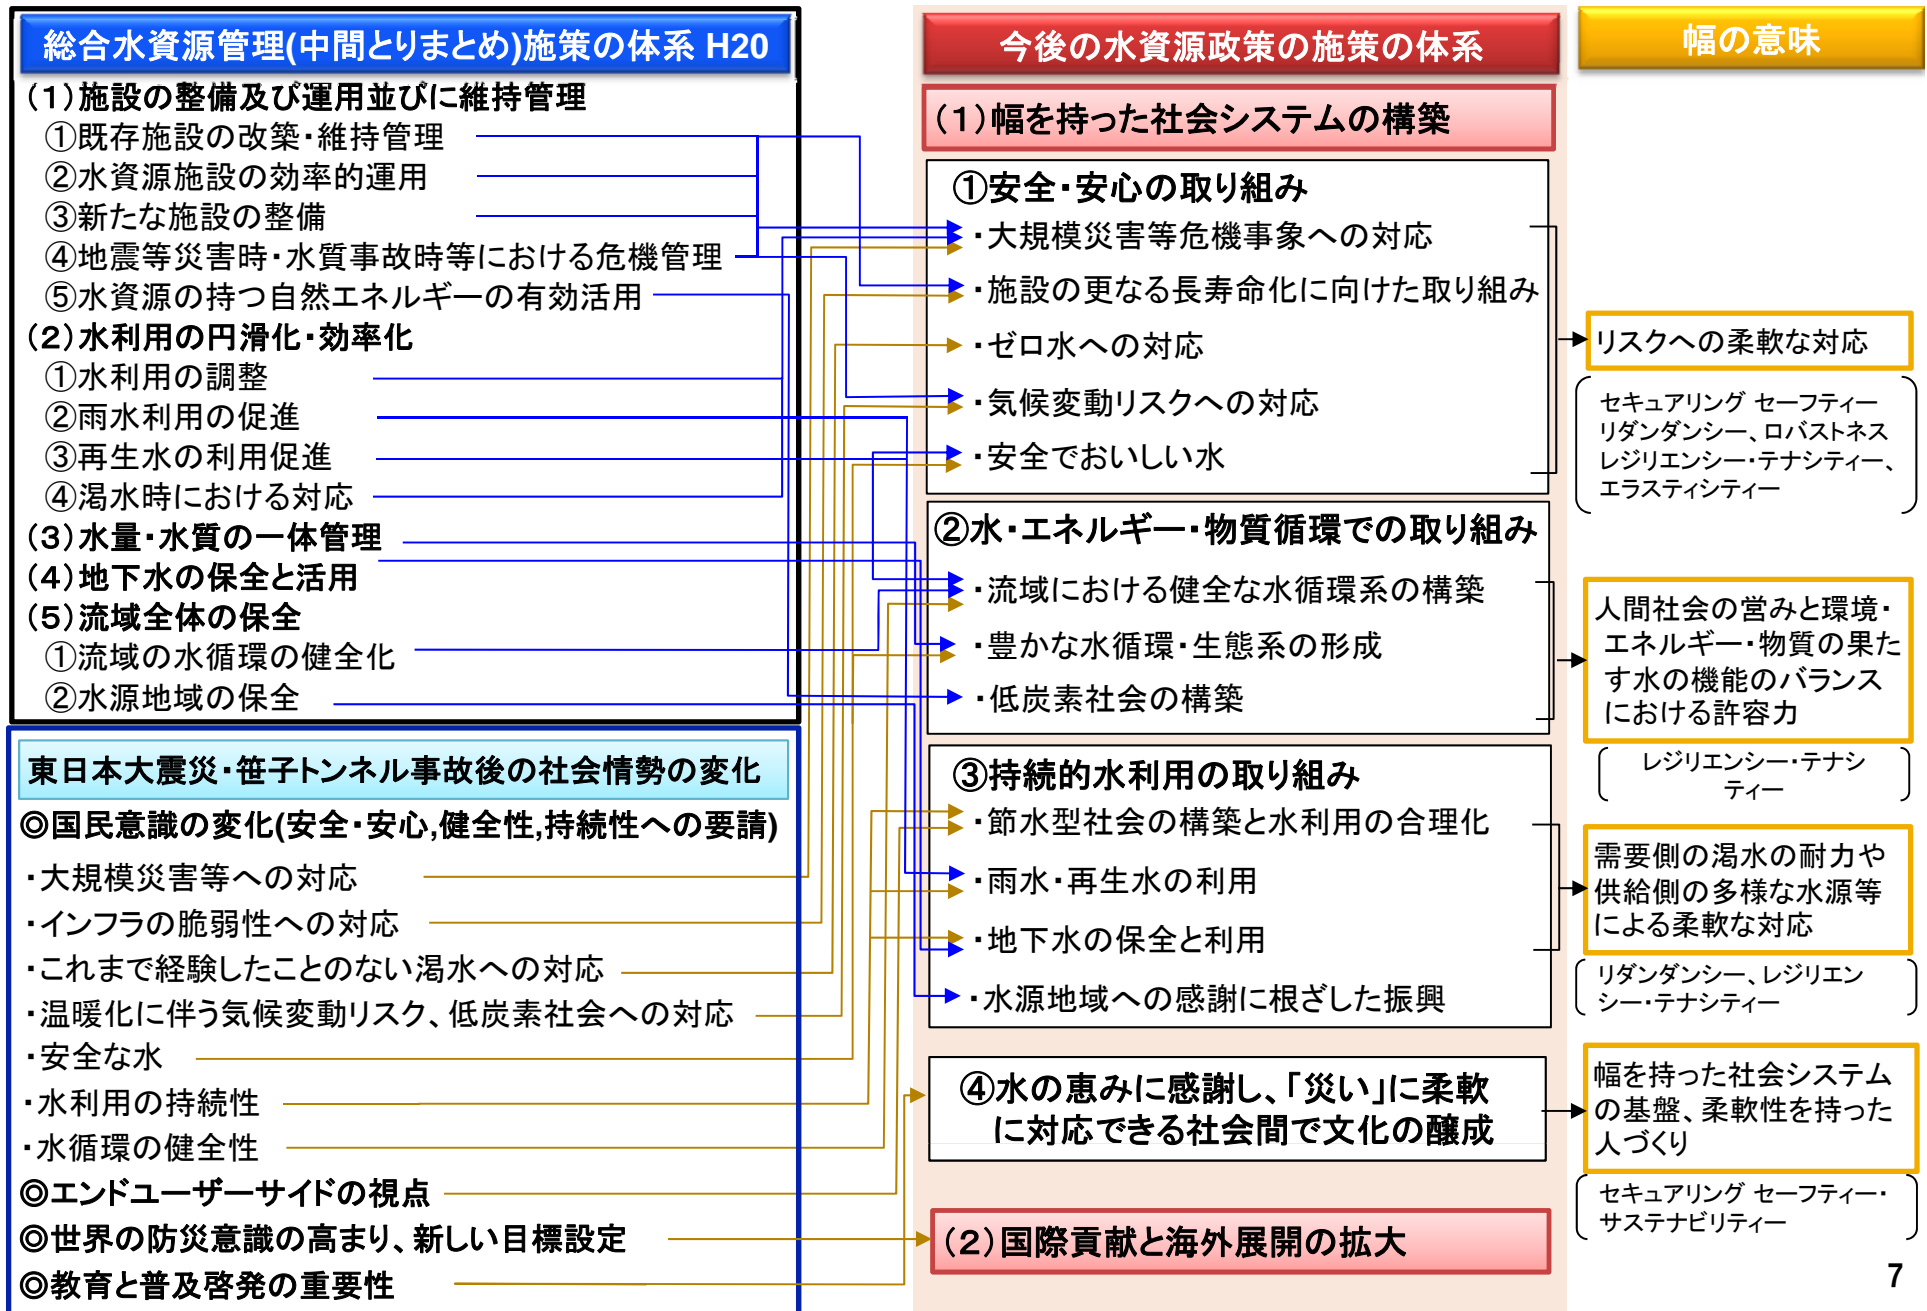 総合水資源管理(中間とりまとめ)施策の体系 H20
(1)施設の整備及び運用並びに維持管理
①既存施設の改築・維持管理
②水資源施設の効率的運用
③新たな施設の整備
④地震等災害時・水質事故時等における危機管理
⑤水資源の持つ自然エネルギーの有効活用
(2)水利用の円滑化・効率化
①水利用の調整
②雨水利用の促進
③再生水の利用促進
④渇水時における対応
(3)水量・水質の一体管理
(4)地下水の保全と活用
(5)流域全体の保全
①流域の水循環の健全化
②水源地域の保全
東日本大震災・笹子トンネル事故後の社会情勢の変化
◎国民意識の変化(安全・安心,健全性,持続性への要請)
・大規模災害等への対応
・インフラの脆弱性への対応
・これまで経験したことのない渇水への対応
・温暖化に伴う気候変動リスク、低炭素社会への対応
・安全な水
・水利用の持続性
・水循環の健全性
◎エンドユーザーサイドの視点
◎世界の防災意識の高まり、新しい目標設定
◎教育と普及啓発の重要性
今後の水資源政策の施策の体系
(1)幅を持った社会システムの構築
①安全・安心の取り組み
・大規模災害等危機事象への対応
・施設の更なる長寿命化に向けた取り組み
・ゼロ水への対応
・気候変動リスクへの対応
・安全でおいしい水
②水・エネルギー・物質循環での取り組み
・流域における健全な水循環系の構築
・豊かな水循環・生態系の形成
・低炭素社会の構築
③持続的水利用の取り組み
・節水型社会の構築と水利用の合理化
・雨水・再生水の利用
・地下水の保全と利用
・水源地域への感謝に根ざした振興
④水の恵みに感謝し、「災い」に柔軟
に対応できる社会間で文化の醸成
(2)国際貢献と海外展開の拡大
幅の意味
リスクへの柔軟な対応
セキュアリング セーフティー
リダンダンシー、ロバストネス
レジリエンシー・テナシティー、
エラスティシティー
人間社会の営みと環境・
エネルギー・物質の果た
す水の機能のバランス
における許容力
レジリエンシー・テナシ
ティー
需要側の渇水の耐力や
供給側の多様な水源等
による柔軟な対応
リダンダンシー、レジリエン
シー・テナシティー
幅を持った社会システム
の基盤、柔軟性を持った
人づくり
セキュアリング セーフティー・
サステナビリティー
7